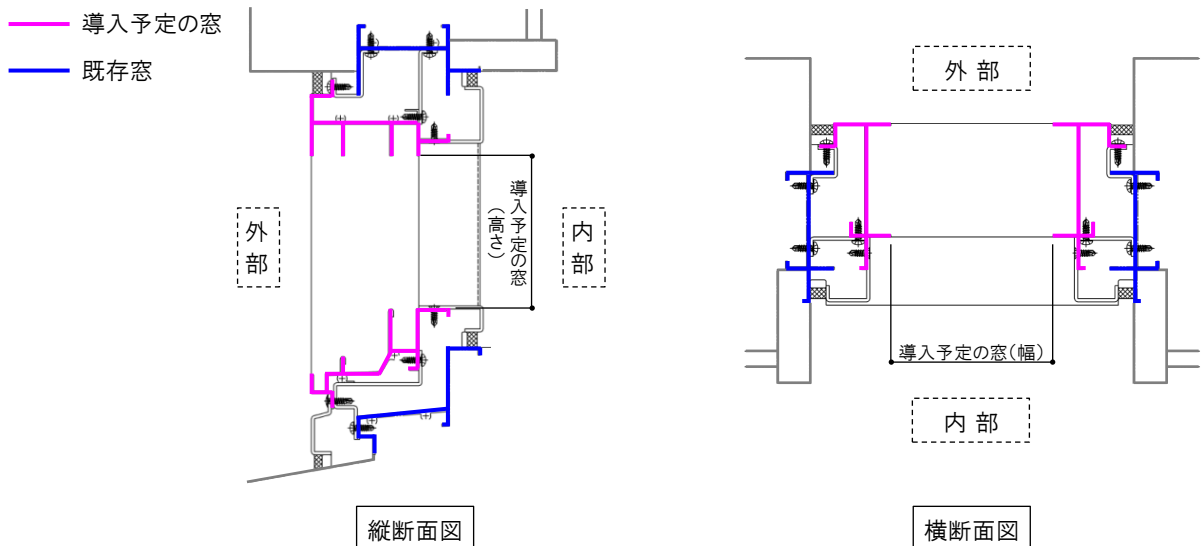 導入予定の窓
既存窓
外部
導入予定の窓
（高さ）
内部
縦断面図
外部
導入予定の窓（幅）
内部
横断面図